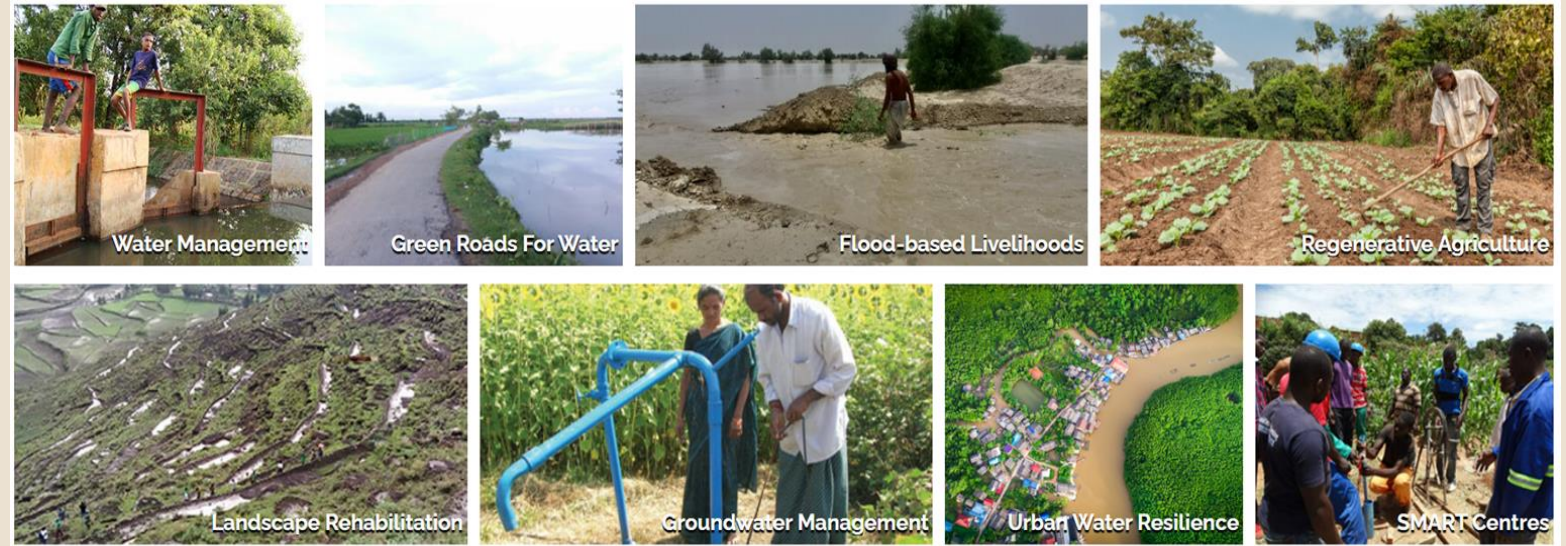 Water Management
Green Roads For Water
Flood-based Livelihoods
Regenerative Agriculture
Landscape Rehabilitation
Groundwater Management
Urban Water Resilience
SMART Centres